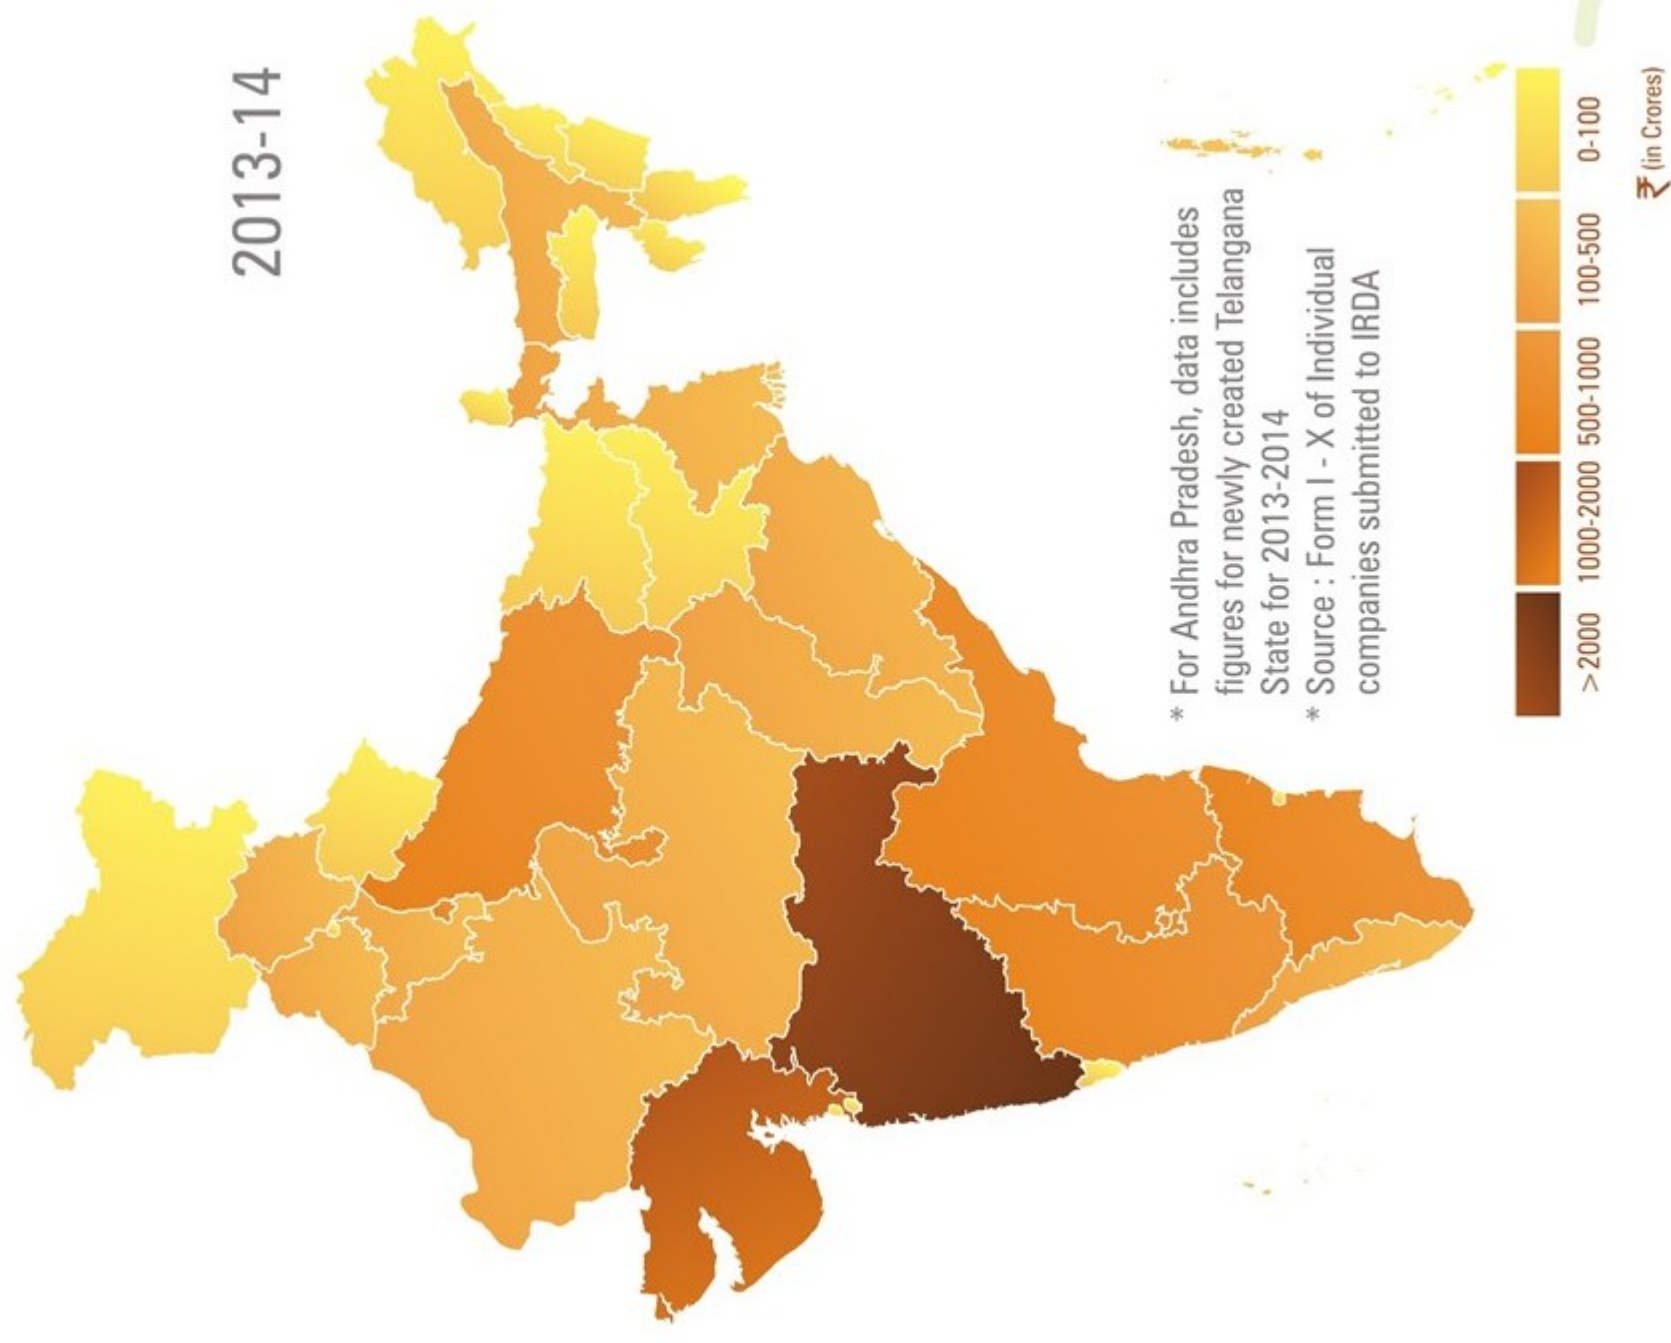 2013-14
* For Andhra Pradesh, data includes
figures for newly created Telangana
State for 2013-2014
* Source : Form I - X of Individual
companies submitted to IRDA
>2000 1000-2000 500-1000 100-500 0-100
₹ (in Crores)